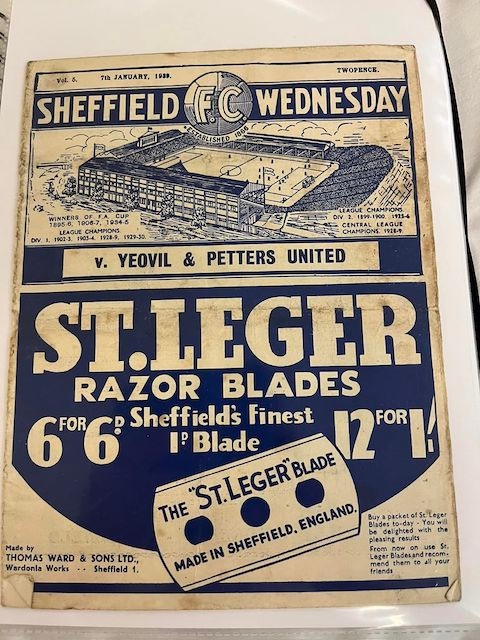 Vol. 5. 7th JANUARY, 1939. TWOPENCE.
SHEFFIELD F.C WEDNESDAY
ESTABLISHED 1866
WINNERS OF F.A. CUP
1895-6, 1906-7, 1934-5
LEAGUE CHAMPIONS.
DIV. 1, 1902-3, 1903-4, 1928-9, 1929-30.
LEAGUE CHAMPIONS
DIV. 2. 1899-1900, 1925-6
CENTRAL LEAGUE
CHAMPIONS, 1928-9.
v. YEOVIL & PETTERS UNITED
ST. LEGER
RAZOR BLADES
6 FOR 6D. Sheffield's Finest 1D Blade 12 FOR 1/-
THE "ST. LEGER" BLADE
MADE IN SHEFFIELD, ENGLAND.
Made by
THOMAS WARD & SONS LTD.,
Wardonia Works - - Sheffield 1.
Buy a packet of St. Leger
Blades to-day - You will
be delighted with the
pleasing results
From now on use St.
Leger Blades and recom-
mend them to all your
friends